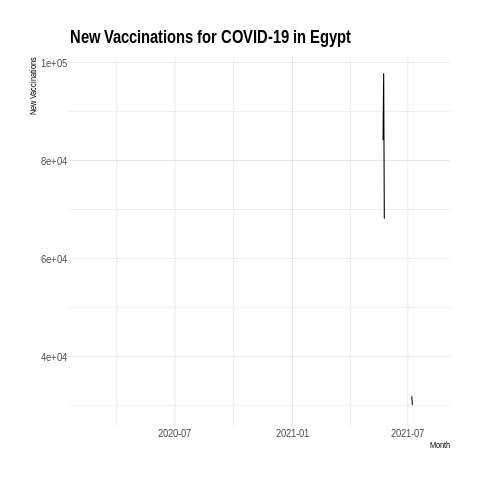 New Vaccinations for COVID-19 in Egypt
New Vaccinations
1e+05
8e+04
6e+04
4e+04
2020-07
2021-01
2021-07
Month